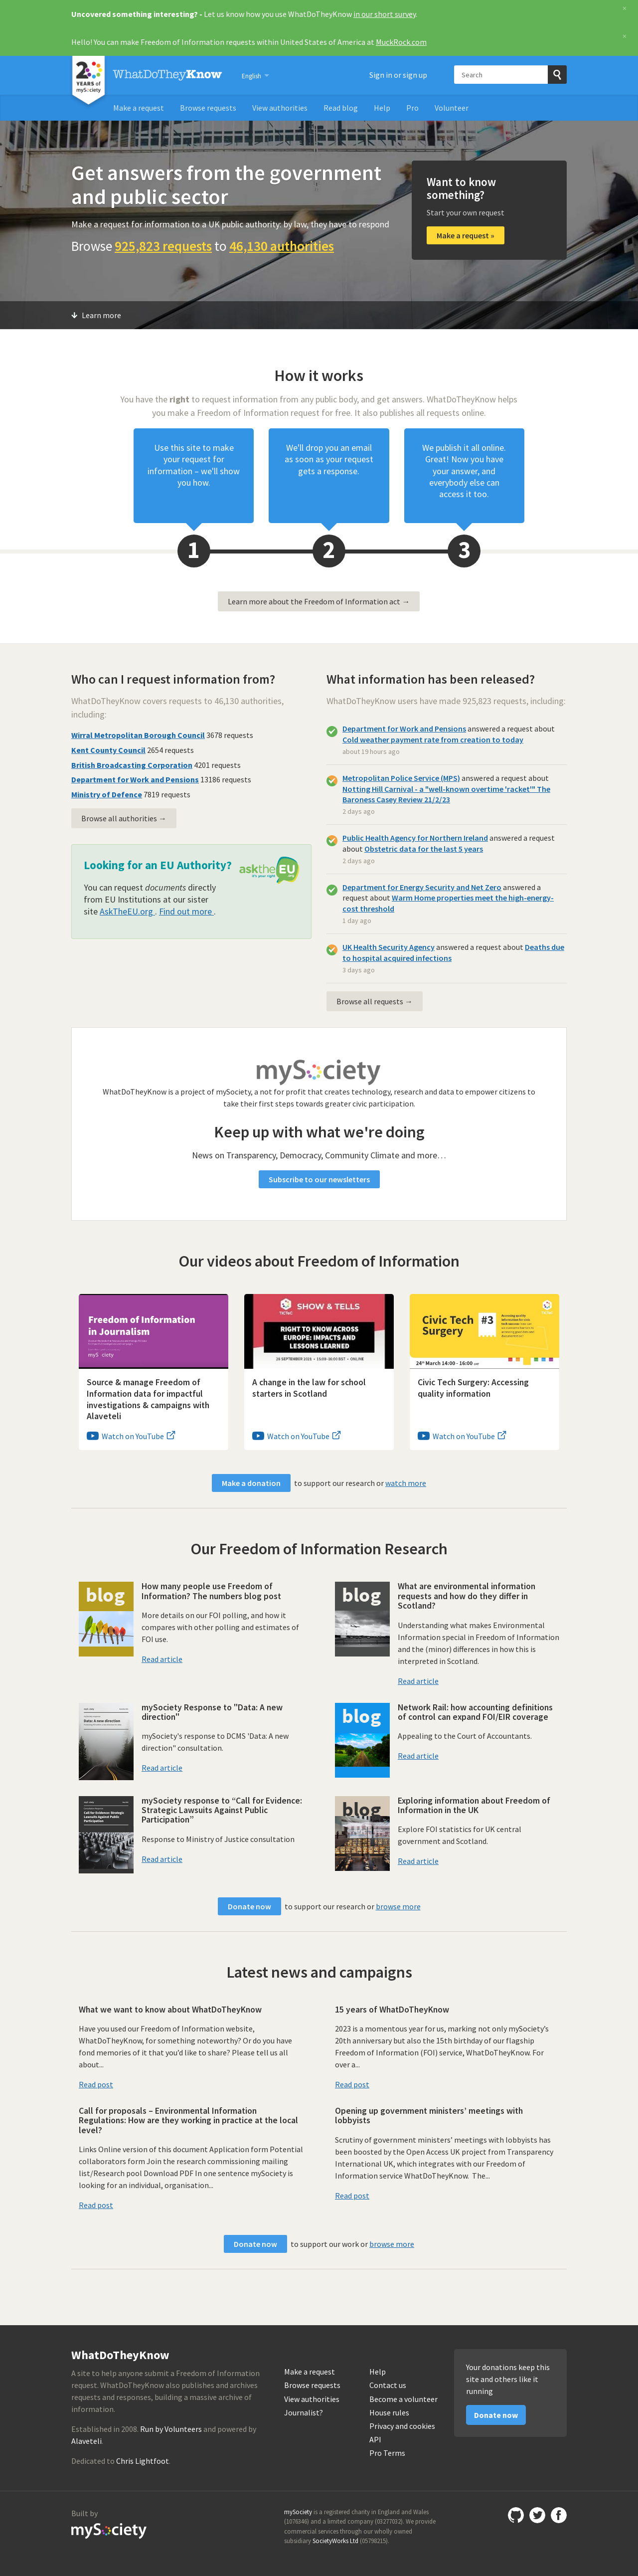 Uncovered something interesting? - Let us know how you use WhatDoTheyKnow in our short survey.
×
Hello! You can make Freedom of Information requests within United States of America at MuckRock.com
×
20
YEARS of
mySociety
WhatDoTheyKnow
English
Sign in or sign up
Search
Make a request
Browse requests
View authorities
Read blog
Help
Pro
Volunteer
Get answers from the government
and public sector
Make a request for information to a UK public authority: by law, they have to respond
Browse 925,823 requests to 46,130 authorities
Want to know
something?
Start your own request
Make a request »
Learn more
How it works
You have the right to request information from any public body, and get answers. WhatDoTheyKnow helps
you make a Freedom of Information request for free. It also publishes all requests online.
Use this site to make
your request for
information – we'll show
you how.
We'll drop you an email
as soon as your request
gets a response.
We publish it all online.
Great! Now you have
your answer, and
everybody else can
access it too.
1
2
3
Learn more about the Freedom of Information act →
Who can I request information from?
WhatDoTheyKnow covers requests to 46,130 authorities,
including:
Wirral Metropolitan Borough Council 3678 requests
Kent County Council 2654 requests
British Broadcasting Corporation 4201 requests
Department for Work and Pensions 13186 requests
Ministry of Defence 7819 requests
Browse all authorities →
Looking for an EU Authority?
asktheEU
it's your right
.org
You can request documents directly
from EU Institutions at our sister
site AskTheEU.org . Find out more .
What information has been released?
WhatDoTheyKnow users have made 925,823 requests, including:
Department for Work and Pensions answered a request about
Cold weather payment rate from creation to today
about 19 hours ago
Metropolitan Police Service (MPS) answered a request about
Notting Hill Carnival - a "well-known overtime 'racket'" The
Baroness Casey Review 21/2/23
2 days ago
Public Health Agency for Northern Ireland answered a request
about Obstetric data for the last 5 years
2 days ago
Department for Energy Security and Net Zero answered a
request about Warm Home properties meet the high-energy-
cost threshold
1 day ago
UK Health Security Agency answered a request about Deaths due
to hospital acquired infections
3 days ago
Browse all requests →
mySociety
WhatDoTheyKnow is a project of mySociety, a not for profit that creates technology, research and data to empower citizens to
take their first steps towards greater civic participation.
Keep up with what we're doing
News on Transparency, Democracy, Community Climate and more…
Subscribe to our newsletters
Our videos about Freedom of Information
Freedom of Information
in Journalism
mySociety
Source & manage Freedom of
Information data for impactful
investigations & campaigns with
Alaveteli
Watch on YouTube
SHOW & TELLS
RIGHT TO KNOW ACROSS
EUROPE: IMPACTS AND
LESSONS LEARNED
A change in the law for school
starters in Scotland
Watch on YouTube
Civic Tech
Surgery
#3
24th March 14:00 - 16:00
Civic Tech Surgery: Accessing
quality information
Watch on YouTube
Make a donation to support our research or watch more
Our Freedom of Information Research
blog
How many people use Freedom of
Information? The numbers blog post
More details on our FOI polling, and how it
compares with other polling and estimates of
FOI use.
Read article
blog
What are environmental information
requests and how do they differ in
Scotland?
Understanding what makes Environmental
Information special in Freedom of Information
and the (minor) differences in how this is
interpreted in Scotland.
Read article
Data: A new direction
mySociety Response to "Data: A new
direction"
mySociety's response to DCMS 'Data: A new
direction" consultation.
Read article
blog
Network Rail: how accounting definitions
of control can expand FOI/EIR coverage
Appealing to the Court of Accountants.
Read article
Call for Evidence: Strategic
Lawsuits Against Public
Participation
mySociety response to “Call for Evidence:
Strategic Lawsuits Against Public
Participation”
Response to Ministry of Justice consultation
Read article
blog
Exploring information about Freedom of
Information in the UK
Explore FOI statistics for UK central
government and Scotland.
Read article
Donate now to support our research or browse more
Latest news and campaigns
What we want to know about WhatDoTheyKnow
Have you used our Freedom of Information website,
WhatDoTheyKnow, for something noteworthy? Or do you have
fond memories of it that you’d like to share? Please tell us all
about...
Read post
15 years of WhatDoTheyKnow
2023 is a momentous year for us, marking not only mySociety’s
20th anniversary but also the 15th birthday of our flagship
Freedom of Information (FOI) service, WhatDoTheyKnow. For
over a...
Read post
Call for proposals – Environmental Information
Regulations: How are they working in practice at the local
level?
Links Online version of this document Application form Potential
collaborators form Join the research commissioning mailing
list/Research pool Download PDF In one sentence mySociety is
looking for an individual, organisation...
Read post
Opening up government ministers’ meetings with
lobbyists
Scrutiny of government ministers’ meetings with lobbyists has
been boosted by the Open Access UK project from Transparency
International UK, which integrates with our Freedom of
Information service WhatDoTheyKnow. The...
Read post
Donate now to support our work or browse more
WhatDoTheyKnow
A site to help anyone submit a Freedom of Information
request. WhatDoTheyKnow also publishes and archives
requests and responses, building a massive archive of
information.
Established in 2008. Run by Volunteers and powered by
Alaveteli.
Dedicated to Chris Lightfoot.
Make a request
Browse requests
View authorities
Journalist?
Help
Contact us
Become a volunteer
House rules
Privacy and cookies
API
Pro Terms
Your donations keep this
site and others like it
running
Donate now
Built by
mySociety
mySociety is a registered charity in England and Wales
(1076346) and a limited company (03277032). We provide
commercial services through our wholly owned
subsidiary SocietyWorks Ltd (05798215).